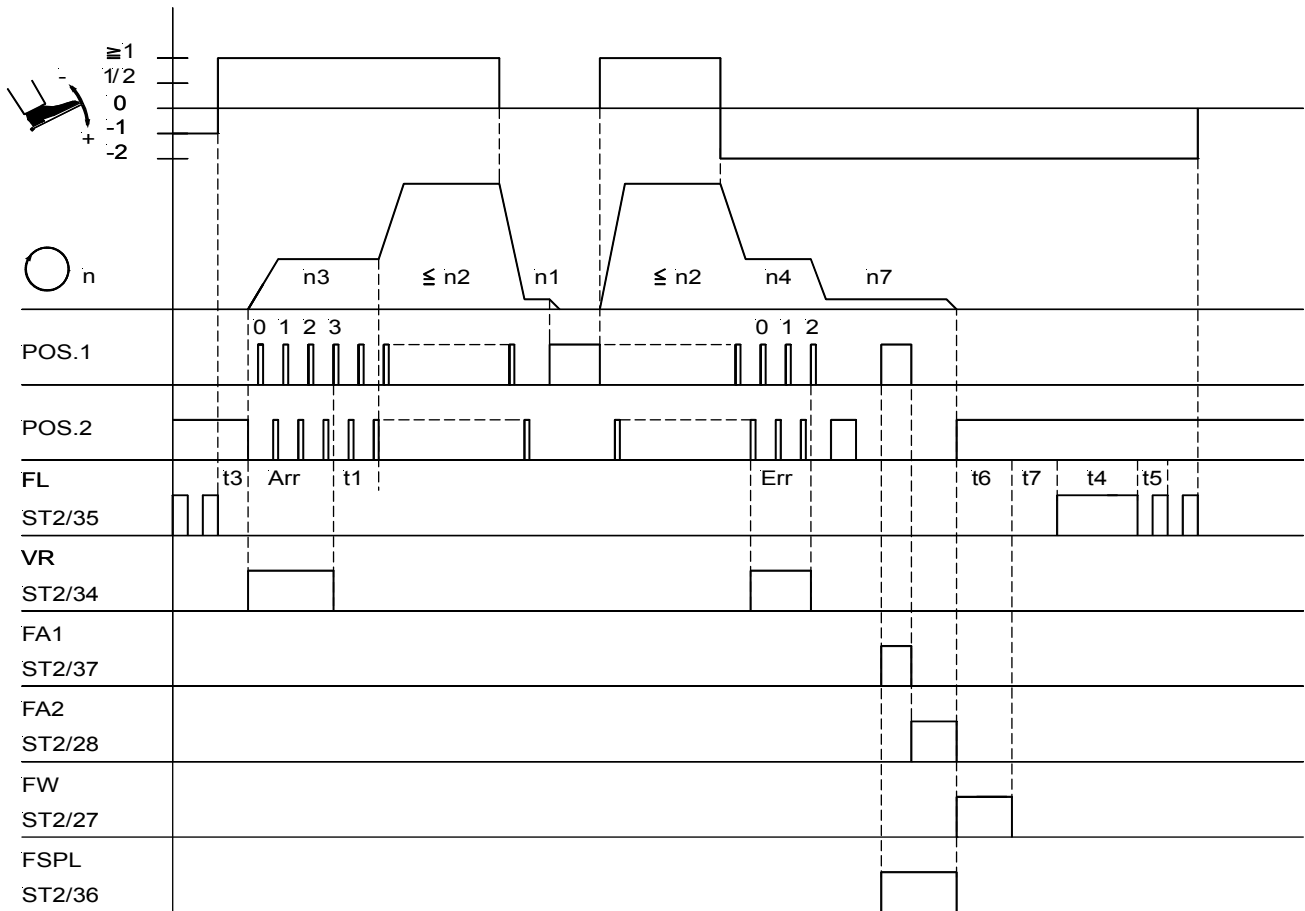 ≧1
- 1/2
0
-1
+ -2
n n3 ≦ n2 n1 ≦ n2 n4 n7
0 1 2 3 0 1 2
POS.1
POS.2
FL t3 Arr t1 Err t6 t7 t4 t5
ST2/35
VR
ST2/34
FA1
ST2/37
FA2
ST2/28
FW
ST2/27
FSPL
ST2/36